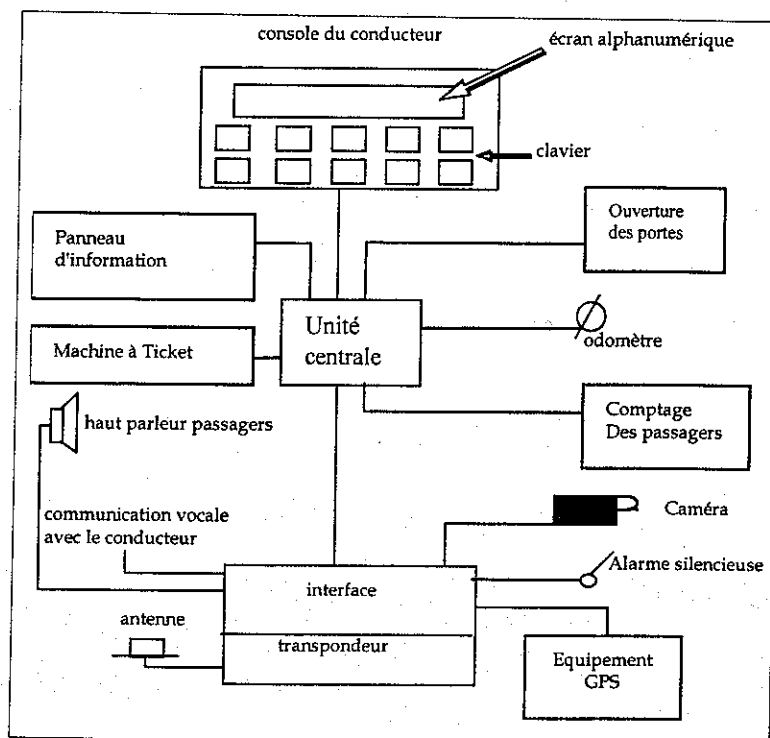 console du conducteur
écran alphanumérique
clavier
Panneau
d'information
Ouverture
des portes
Unité
centrale
odomètre
Machine à Ticket
haut parleur passagers
Comptage
Des passagers
communication vocale
avec le conducteur
Caméra
Alarme silencieuse
interface
antenne
transpondeur
Equipement
GPS